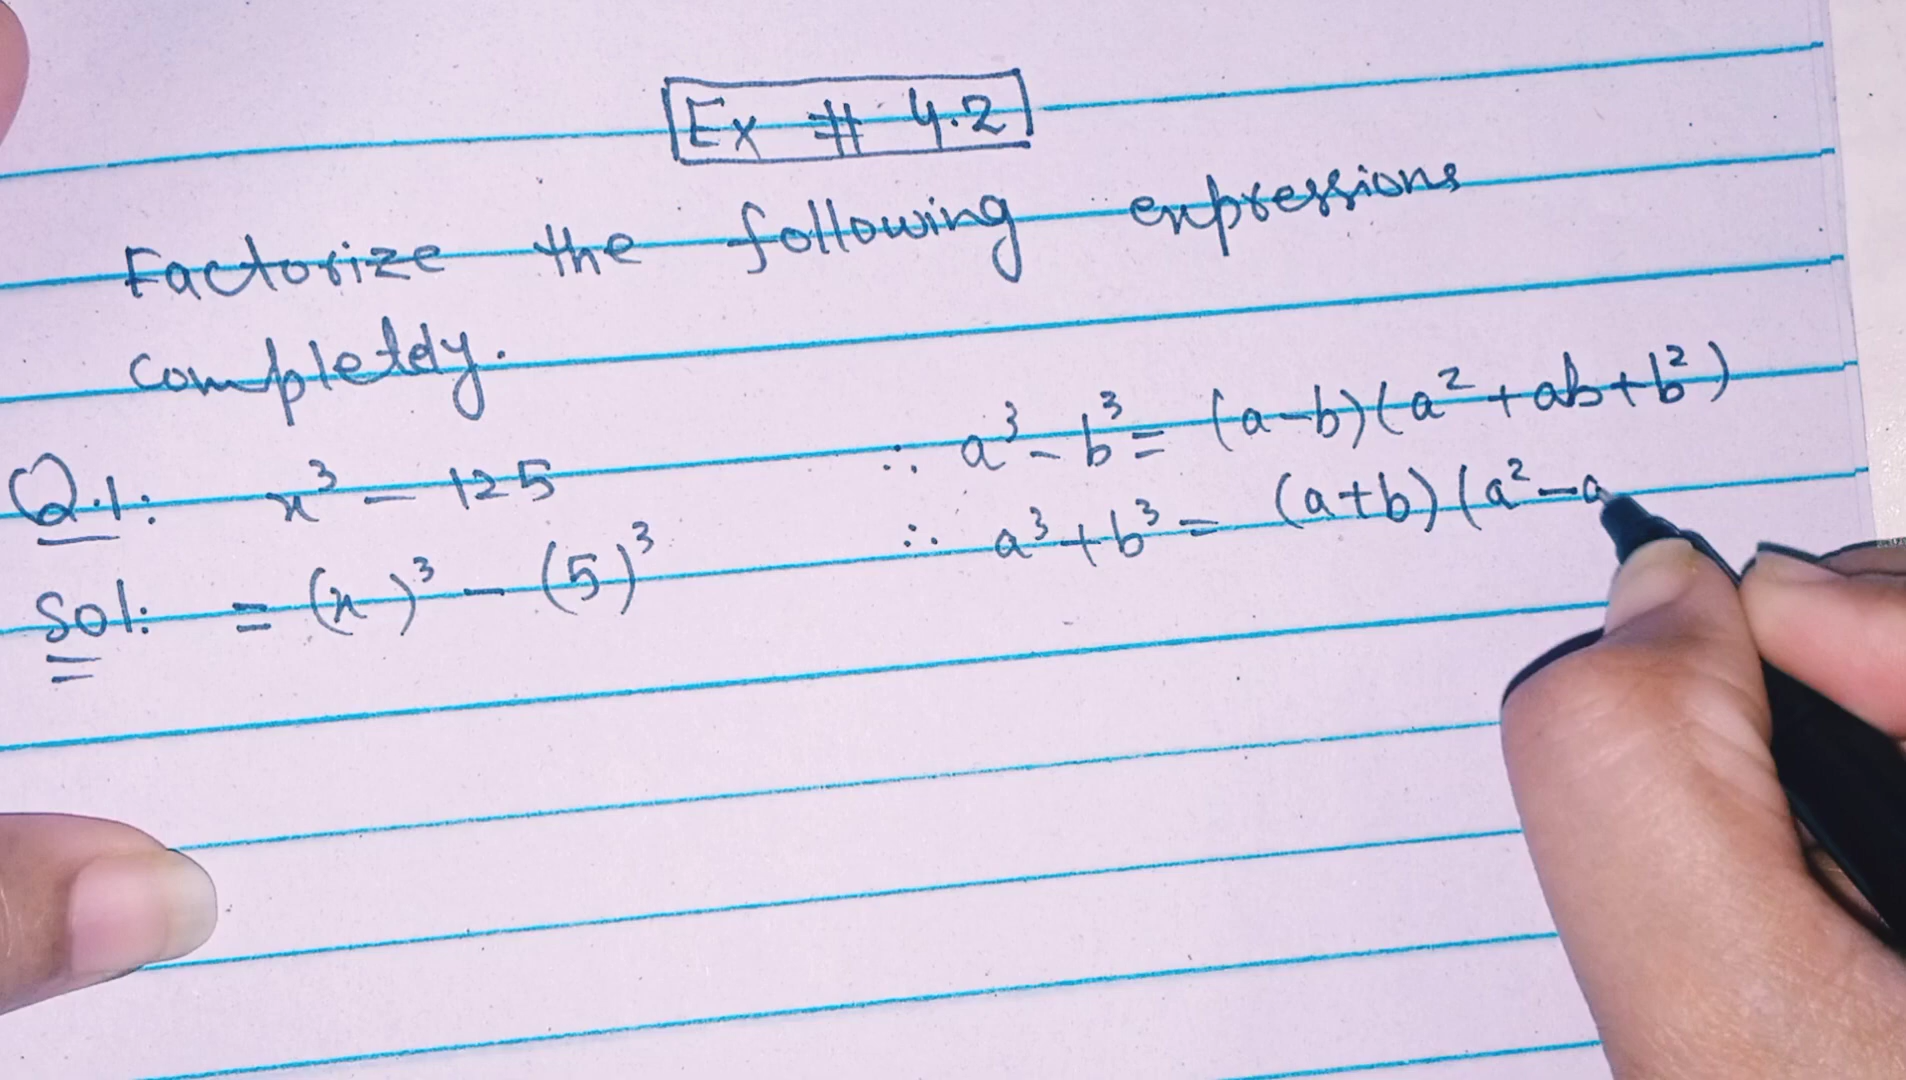 Ex # 4.2
Factorize the following expressions
completely.
Q.1: x³ - 125
∴ a³ - b³ = (a-b)(a² + ab + b²)
Sol: = (x)³ - (5)³
∴ a³ + b³ = (a+b)(a² - a